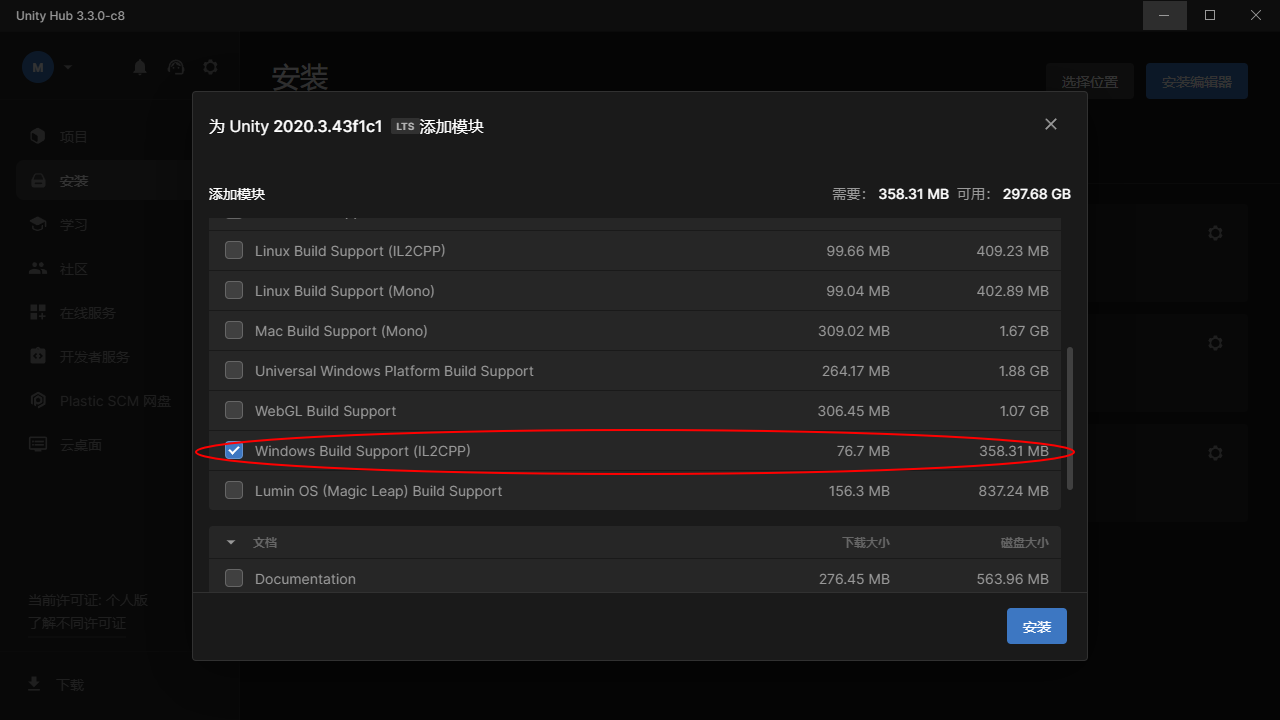 Unity Hub 3.3.0-c8
M
安装
选择位置
安装编辑器
项目
安装
学习
社区
在线服务
开发者服务
Plastic SCM 网盘
云桌面
当前许可证: 个人版
了解不同许可证
下载
为 Unity 2020.3.43f1c1 LTS 添加模块
添加模块 需要： 358.31 MB 可用： 297.68 GB
Linux Build Support (IL2CPP) 99.66 MB 409.23 MB
Linux Build Support (Mono) 99.04 MB 402.89 MB
Mac Build Support (Mono) 309.02 MB 1.67 GB
Universal Windows Platform Build Support 264.17 MB 1.88 GB
WebGL Build Support 306.45 MB 1.07 GB
Windows Build Support (IL2CPP) 76.7 MB 358.31 MB
Lumin OS (Magic Leap) Build Support 156.3 MB 837.24 MB
文档 下载大小 磁盘大小
Documentation 276.45 MB 563.96 MB
安装